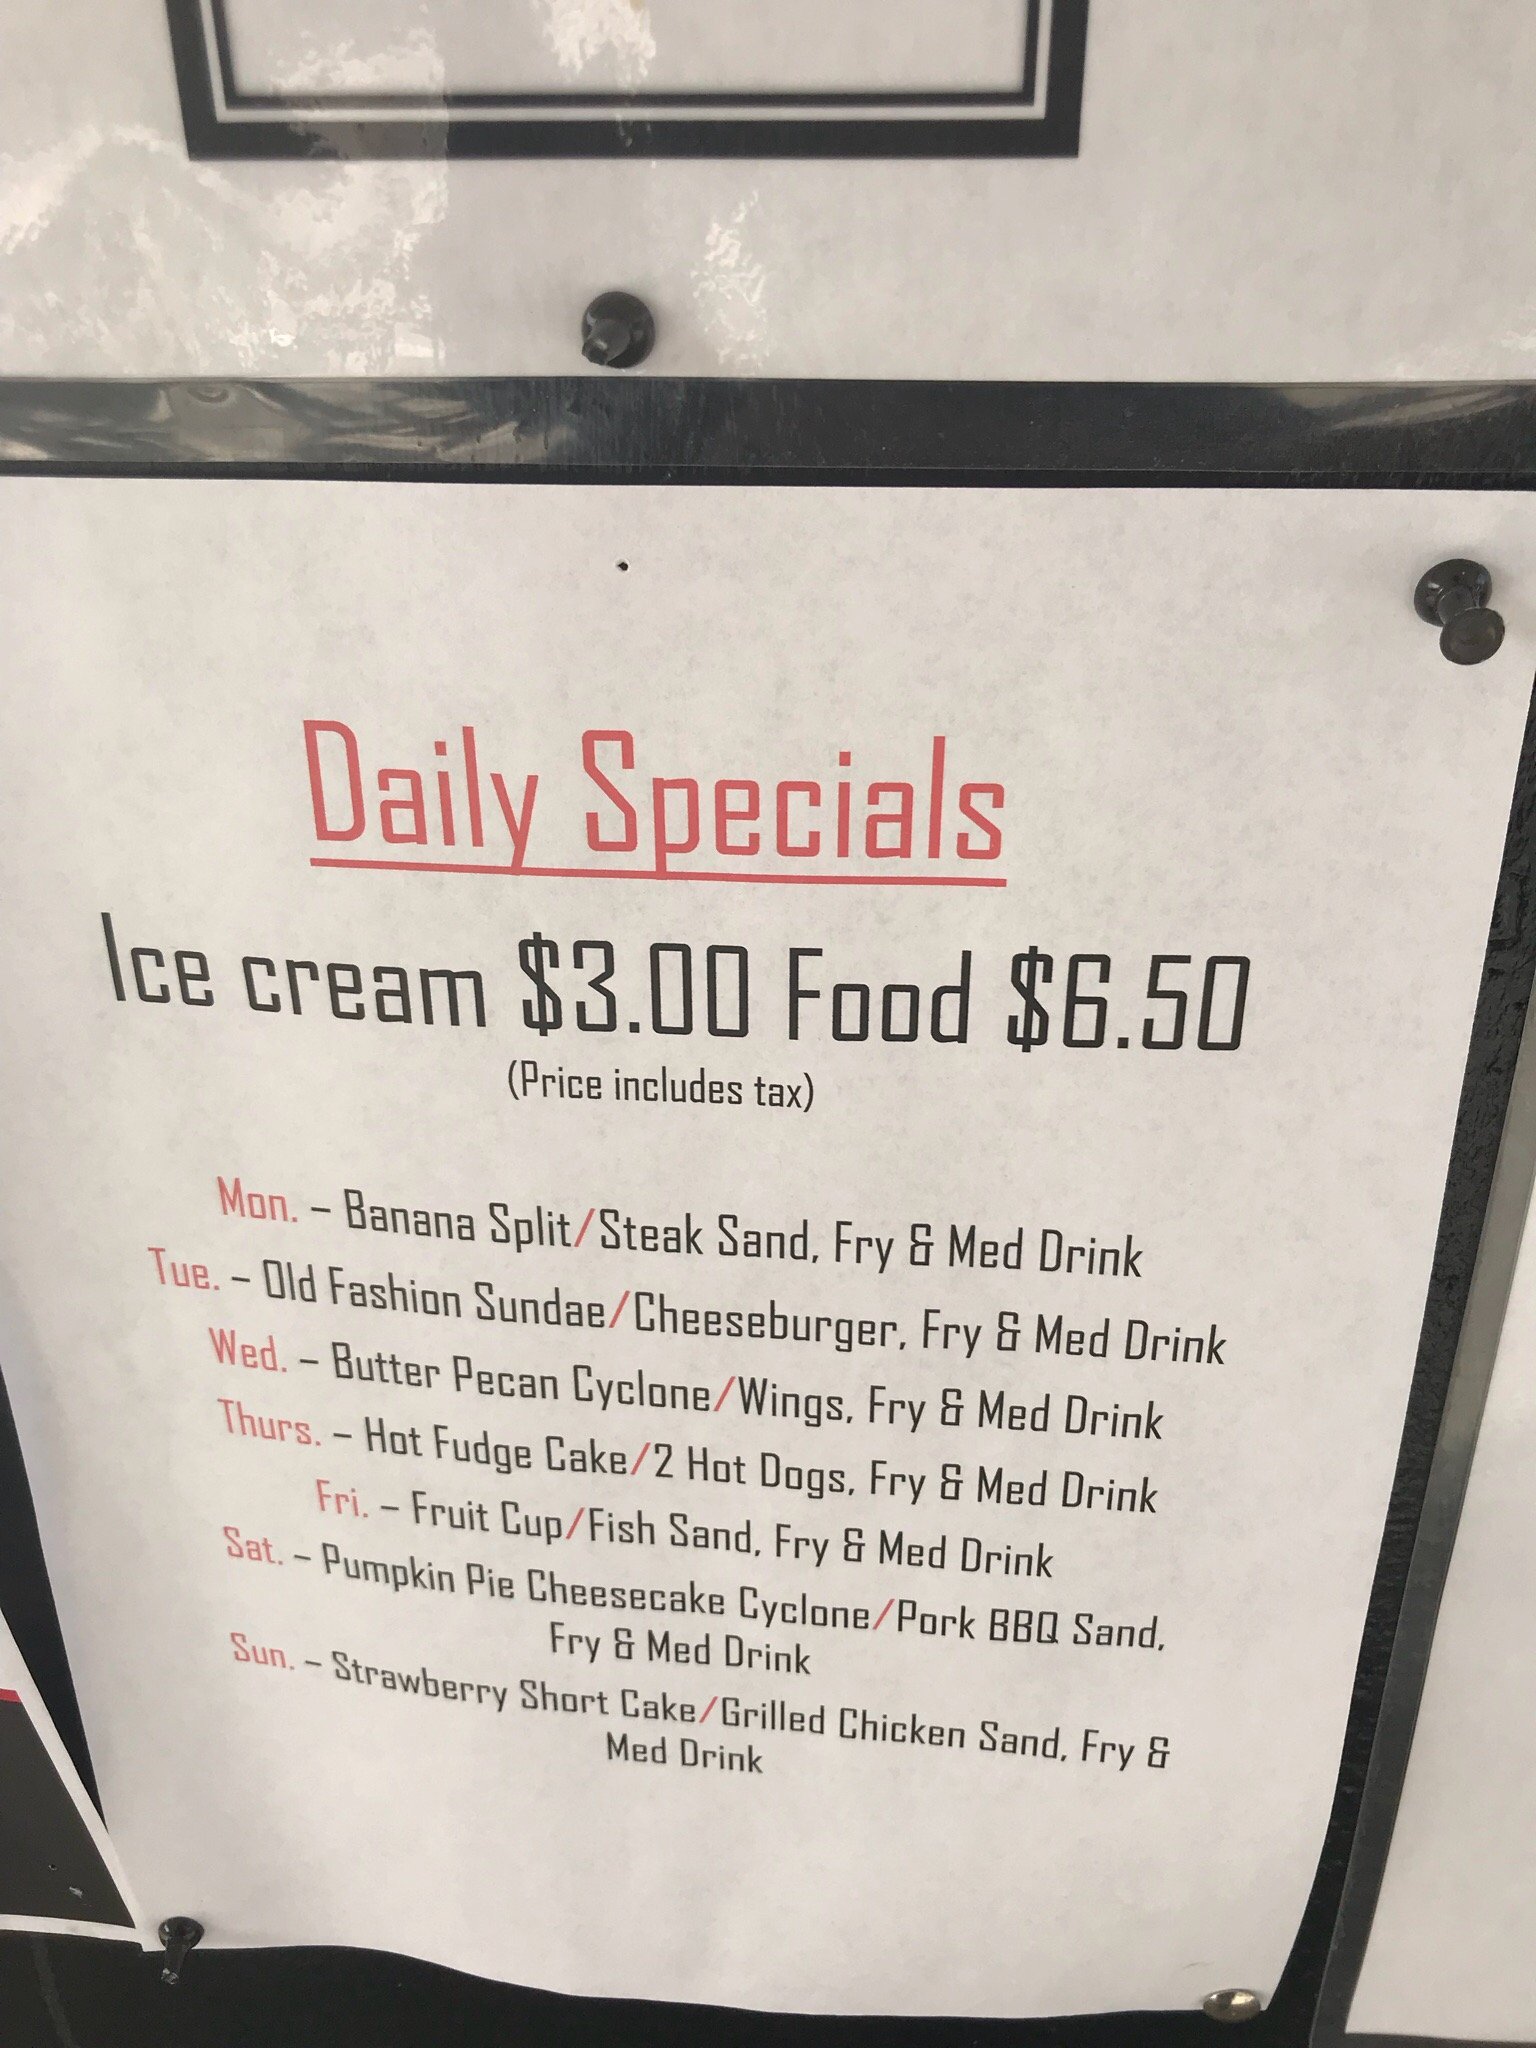 Daily Specials
Ice cream $3.00 Food $6.50
(Price includes tax)
Mon. – Banana Split/Steak Sand, Fry & Med Drink
Tue. – Old Fashion Sundae/Cheeseburger, Fry & Med Drink
Wed. – Butter Pecan Cyclone/Wings, Fry & Med Drink
Thurs. – Hot Fudge Cake/2 Hot Dogs, Fry & Med Drink
Fri. – Fruit Cup/Fish Sand, Fry & Med Drink
Sat. – Pumpkin Pie Cheesecake Cyclone/Pork BBQ Sand,
Fry & Med Drink
Sun. – Strawberry Short Cake/Grilled Chicken Sand, Fry &
Med Drink